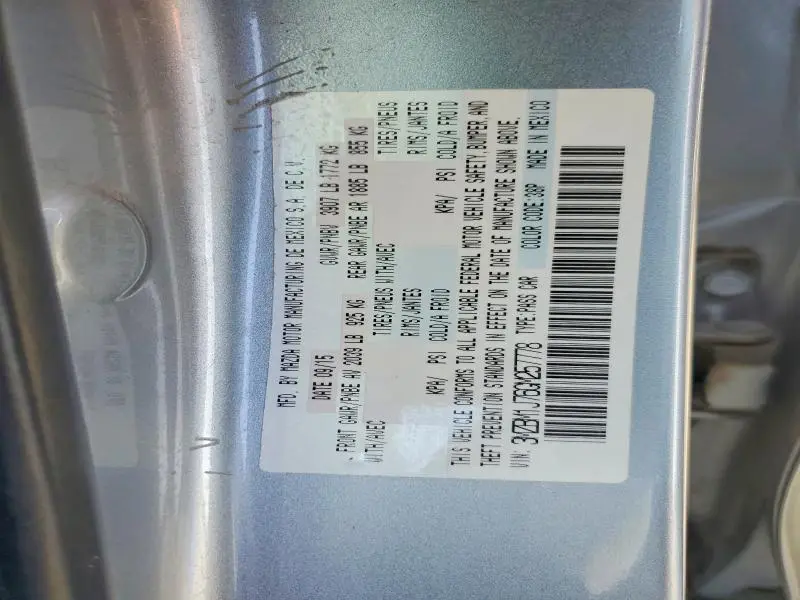 MFD. BY MAZDA MOTOR MANUFACTURING DE MEXICO S.A. DE C.V.
DATE 09/15 GVWR/PNBV 3907 LB 1772 KG
FRONT GAWR/PNBE AV 2039 LB 925 KG REAR GAWR/PNBE AR 1885 LB 855 KG
WITH/AVEC TIRES/PNEUS WITH/AVEC TIRES/PNEUS
RIMS/JANTES RIMS/JANTES
KPA/ PSI COLD/A FROID KPA/ PSI COLD/A FROID
THIS VEHICLE CONFORMS TO ALL APPLICABLE FEDERAL MOTOR VEHICLE SAFETY, BUMPER, AND
THEFT PREVENTION STANDARDS IN EFFECT ON THE DATE OF MANUFACTURE SHOWN ABOVE.
VIN: 3MZBM1J76GM257778 TYPE:PASS CAR COLOR CODE:38P MADE IN MEXICO